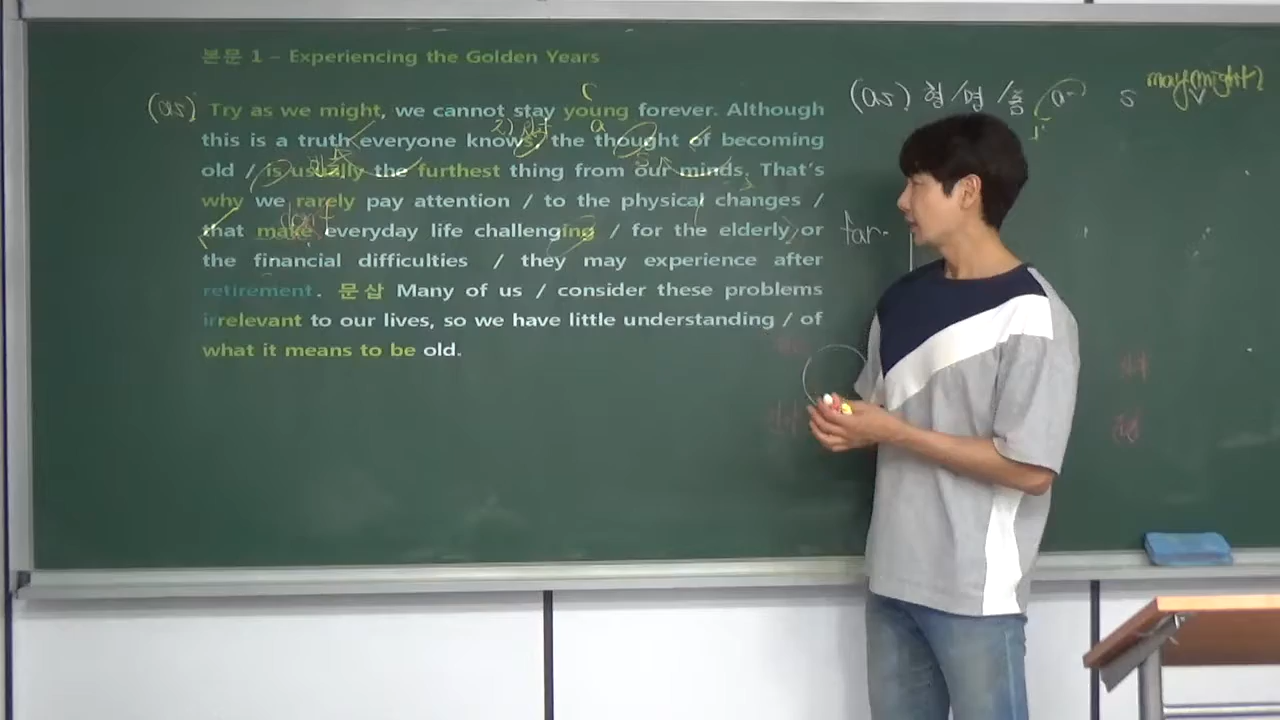 본문 1 – Experiencing the Golden Years
(as) Try as we might, we cannot stay young forever. Although
this is a truth everyone knows, the thought of becoming
old / is usually the furthest thing from our minds. That's
why we rarely pay attention / to the physical changes /
that make everyday life challenging / for the elderly, or
the financial difficulties / they may experience after
retirement. 문 삽 Many of us / consider these problems
irrelevant to our lives, so we have little understanding / of
what it means to be old.
c
a
s
don't
(as) 형 / 명 /
s may(might)
far